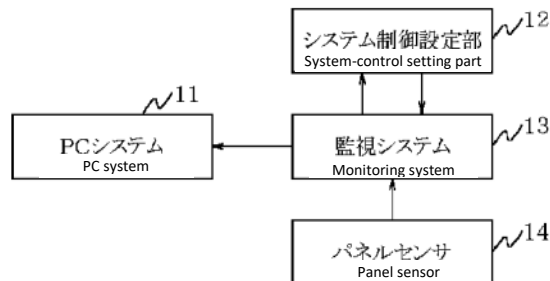 12
システム制御設定部
System-control setting part
11
PCシステム
PC system
13
監視システム
Monitoring system
14
パネルセンサ
Panel sensor